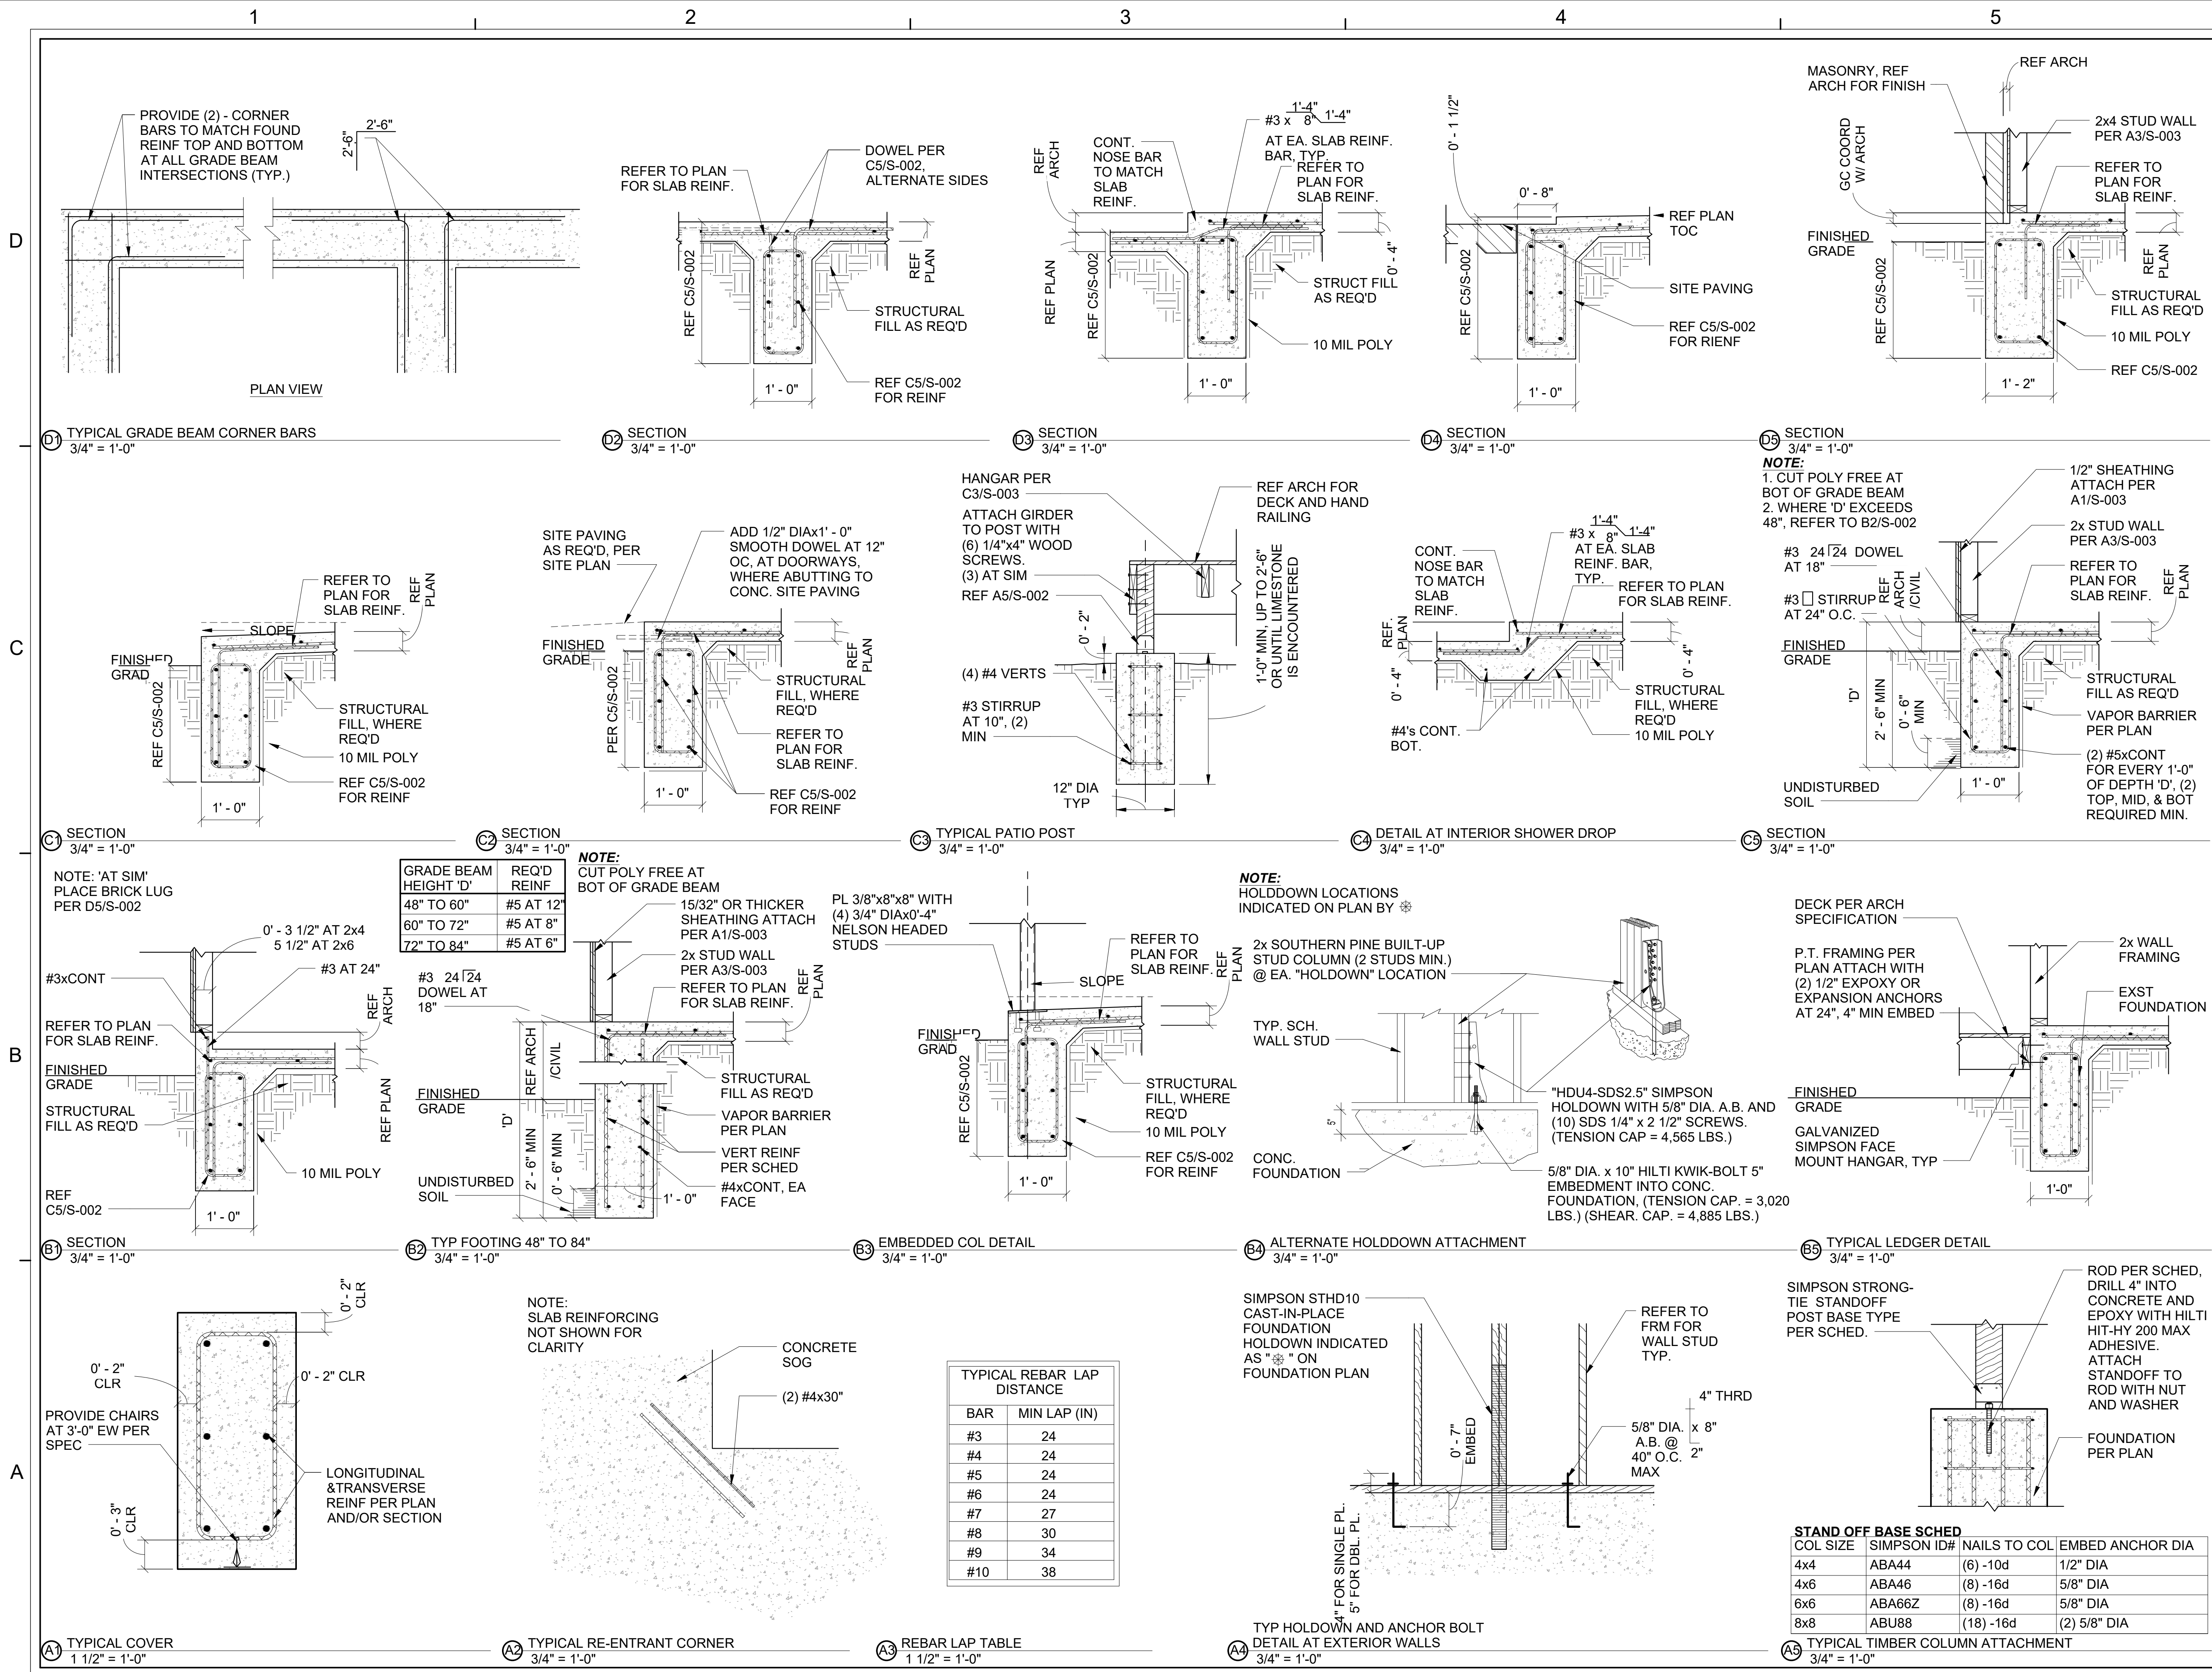 1
2
3
4
5
D
C
B
A
PROVIDE (2) - CORNER
BARS TO MATCH FOUND
REINF TOP AND BOTTOM
AT ALL GRADE BEAM
INTERSECTIONS (TYP.)
2'-6"
2'-6"
PLAN VIEW
D1 TYPICAL GRADE BEAM CORNER BARS
3/4" = 1'-0"
REFER TO PLAN
FOR SLAB REINF.
DOWEL PER
C5/S-002,
ALTERNATE SIDES
REF C5/S-002
REF
PLAN
STRUCTURAL
FILL AS REQ'D
REF C5/S-002
FOR REINF
1' - 0"
D2 SECTION
3/4" = 1'-0"
REF
ARCH
CONT.
NOSE BAR
TO MATCH
SLAB
REINF.
1'-4"
#3 x 8" 1'-4"
AT EA. SLAB REINF.
BAR, TYP.
REFER TO
PLAN FOR
SLAB REINF.
REF PLAN
REF C5/S-002
0' - 4"
STRUCT FILL
AS REQ'D
10 MIL POLY
1' - 0"
D3 SECTION
3/4" = 1'-0"
0' - 1 1/2"
0' - 8"
REF PLAN
TOC
REF C5/S-002
SITE PAVING
REF C5/S-002
FOR RIENF
1' - 0"
D4 SECTION
3/4" = 1'-0"
MASONRY, REF
ARCH FOR FINISH
REF ARCH
GC COORD
W/ ARCH
2x4 STUD WALL
PER A3/S-003
REFER TO
PLAN FOR
SLAB REINF.
FINISHED
GRADE
REF C5/S-002
REF
PLAN
STRUCTURAL
FILL AS REQ'D
10 MIL POLY
REF C5/S-002
1' - 2"
D5 SECTION
3/4" = 1'-0"
SLOPE
REFER TO
PLAN FOR
SLAB REINF.
REF
PLAN
FINISHED
GRAD
REF C5/S-002
STRUCTURAL
FILL, WHERE
REQ'D
10 MIL POLY
REF C5/S-002
FOR REINF
1' - 0"
C1 SECTION
3/4" = 1'-0"
SITE PAVING
AS REQ'D, PER
SITE PLAN
ADD 1/2" DIAx1' - 0"
SMOOTH DOWEL AT 12"
OC, AT DOORWAYS,
WHERE ABUTTING TO
CONC. SITE PAVING
FINISHED
GRADE
PER C5/S-002
REF
PLAN
STRUCTURAL
FILL, WHERE
REQ'D
REFER TO
PLAN FOR
SLAB REINF.
REF C5/S-002
FOR REINF
1' - 0"
C2 SECTION
3/4" = 1'-0"
HANGAR PER
C3/S-003
ATTACH GIRDER
TO POST WITH
(6) 1/4"x4" WOOD
SCREWS.
(3) AT SIM
REF A5/S-002
REF ARCH FOR
DECK AND HAND
RAILING
0' - 2"
1'-0" MIN, UP TO 2'-6"
OR UNTIL LIMESTONE
IS ENCOUNTERED
(4) #4 VERTS
#3 STIRRUP
AT 10", (2)
MIN
12" DIA
TYP
C3 TYPICAL PATIO POST
3/4" = 1'-0"
CONT.
NOSE BAR
TO MATCH
SLAB
REINF.
1'-4"
#3 x 8" 1'-4"
AT EA. SLAB
REINF. BAR,
TYP.
REFER TO PLAN
FOR SLAB REINF.
REF.
PLAN
0' - 4"
0' - 4"
STRUCTURAL
FILL, WHERE
REQ'D
10 MIL POLY
#4's CONT.
BOT.
C4 DETAIL AT INTERIOR SHOWER DROP
3/4" = 1'-0"
NOTE:
1. CUT POLY FREE AT
BOT OF GRADE BEAM
2. WHERE 'D' EXCEEDS
48", REFER TO B2/S-002
#3 24 24 DOWEL
AT 18"
#3 □ STIRRUP
AT 24" O.C.
REF
ARCH
/CIVIL
1/2" SHEATHING
ATTACH PER
A1/S-003
2x STUD WALL
PER A3/S-003
REFER TO
PLAN FOR
SLAB REINF.
REF
PLAN
FINISHED
GRADE
'D'
2' - 6" MIN
0' - 6"
MIN
STRUCTURAL
FILL AS REQ'D
VAPOR BARRIER
PER PLAN
(2) #5xCONT
FOR EVERY 1'-0"
OF DEPTH 'D', (2)
TOP, MID, & BOT
REQUIRED MIN.
UNDISTURBED
SOIL
1' - 0"
C5 SECTION
3/4" = 1'-0"
NOTE: 'AT SIM'
PLACE BRICK LUG
PER D5/S-002
0' - 3 1/2" AT 2x4
5 1/2" AT 2x6
#3xCONT
#3 AT 24"
REF
ARCH
REFER TO PLAN
FOR SLAB REINF.
FINISHED
GRADE
STRUCTURAL
FILL AS REQ'D
REF PLAN
10 MIL POLY
REF
C5/S-002
1' - 0"
B1 SECTION
3/4" = 1'-0"
GRADE BEAM HEIGHT 'D' REQ'D REINF
48" TO 60" #5 AT 12"
60" TO 72" #5 AT 8"
72" TO 84" #5 AT 6"
NOTE:
CUT POLY FREE AT
BOT OF GRADE BEAM
15/32" OR THICKER
SHEATHING ATTACH
PER A1/S-003
2x STUD WALL
PER A3/S-003
REFER TO PLAN
FOR SLAB REINF.
#3 24 24
DOWEL AT
18"
REF
PLAN
REF ARCH
/CIVIL
FINISHED
GRADE
'D'
2' - 6" MIN
0' - 6" MIN
STRUCTURAL
FILL AS REQ'D
VAPOR BARRIER
PER PLAN
VERT REINF
PER SCHED
#4xCONT, EA
FACE
UNDISTURBED
SOIL
1' - 0"
B2 TYP FOOTING 48" TO 84"
3/4" = 1'-0"
PL 3/8"x8"x8" WITH
(4) 3/4" DIAx0'-4"
NELSON HEADED
STUDS
REFER TO
PLAN FOR
SLAB REINF.
REF
PLAN
SLOPE
FINISHED
GRAD
REF C5/S-002
STRUCTURAL
FILL, WHERE
REQ'D
10 MIL POLY
REF C5/S-002
FOR REINF
1' - 0"
B3 EMBEDDED COL DETAIL
3/4" = 1'-0"
NOTE:
HOLDDOWN LOCATIONS
INDICATED ON PLAN BY
2x SOUTHERN PINE BUILT-UP
STUD COLUMN (2 STUDS MIN.)
@ EA. "HOLDOWN" LOCATION
TYP. SCH.
WALL STUD
5"
CONC.
FOUNDATION
"HDU4-SDS2.5" SIMPSON
HOLDOWN WITH 5/8" DIA. A.B. AND
(10) SDS 1/4" x 2 1/2" SCREWS.
(TENSION CAP = 4,565 LBS.)
5/8" DIA. x 10" HILTI KWIK-BOLT 5"
EMBEDMENT INTO CONC.
FOUNDATION, (TENSION CAP. = 3,020
LBS.) (SHEAR. CAP. = 4,885 LBS.)
B4 ALTERNATE HOLDDOWN ATTACHMENT
3/4" = 1'-0"
DECK PER ARCH
SPECIFICATION
P.T. FRAMING PER
PLAN ATTACH WITH
(2) 1/2" EXPOXY OR
EXPANSION ANCHORS
AT 24", 4" MIN EMBED
2x WALL
FRAMING
EXST
FOUNDATION
FINISHED
GRADE
GALVANIZED
SIMPSON FACE
MOUNT HANGAR, TYP
1'-0"
B5 TYPICAL LEDGER DETAIL
3/4" = 1'-0"
0' - 2"
CLR
0' - 2"
CLR
0' - 2" CLR
PROVIDE CHAIRS
AT 3'-0" EW PER
SPEC
0' - 3"
CLR
LONGITUDINAL
&TRANSVERSE
REINF PER PLAN
AND/OR SECTION
A1 TYPICAL COVER
1 1/2" = 1'-0"
NOTE:
SLAB REINFORCING
NOT SHOWN FOR
CLARITY
CONCRETE
SOG
(2) #4x30"
A2 TYPICAL RE-ENTRANT CORNER
3/4" = 1'-0"
TYPICAL REBAR LAP
DISTANCE
BAR MIN LAP (IN)
#3 24
#4 24
#5 24
#6 24
#7 27
#8 30
#9 34
#10 38
A3 REBAR LAP TABLE
1 1/2" = 1'-0"
SIMPSON STHD10
CAST-IN-PLACE
FOUNDATION
HOLDOWN INDICATED
AS " " ON
FOUNDATION PLAN
REFER TO
FRM FOR
WALL STUD
TYP.
0' - 7"
EMBED
4" THRD
5/8" DIA. x 8"
A.B. @
40" O.C. 2"
MAX
4" FOR SINGLE PL.
5" FOR DBL. PL.
A4 TYP HOLDOWN AND ANCHOR BOLT
DETAIL AT EXTERIOR WALLS
3/4" = 1'-0"
SIMPSON STRONG-
TIE STANDOFF
POST BASE TYPE
PER SCHED.
ROD PER SCHED,
DRILL 4" INTO
CONCRETE AND
EPOXY WITH HILTI
HIT-HY 200 MAX
ADHESIVE.
ATTACH
STANDOFF TO
ROD WITH NUT
AND WASHER
FOUNDATION
PER PLAN
STAND OFF BASE SCHED
COL SIZE SIMPSON ID# NAILS TO COL EMBED ANCHOR DIA
4x4 ABA44 (6) -10d 1/2" DIA
4x6 ABA46 (8) -16d 5/8" DIA
6x6 ABA66Z (8) -16d 5/8" DIA
8x8 ABU88 (18) -16d (2) 5/8" DIA
A5 TYPICAL TIMBER COLUMN ATTACHMENT
3/4" = 1'-0"